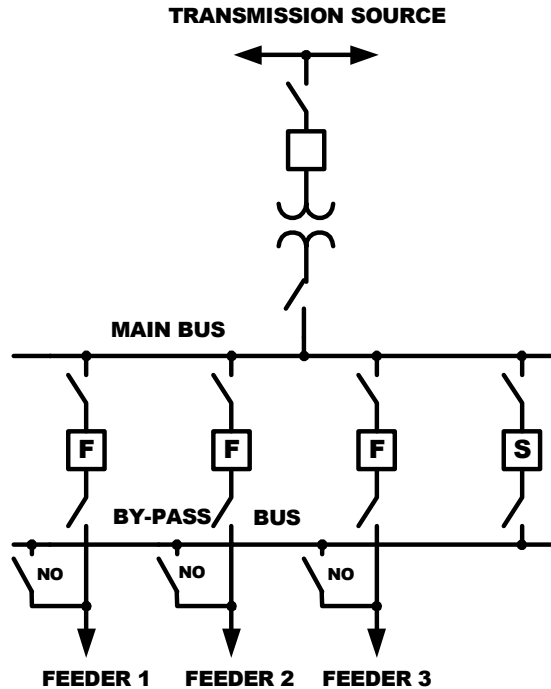 TRANSMISSION SOURCE
MAIN BUS
F F F S
BY-PASS BUS
NO NO NO
FEEDER 1 FEEDER 2 FEEDER 3